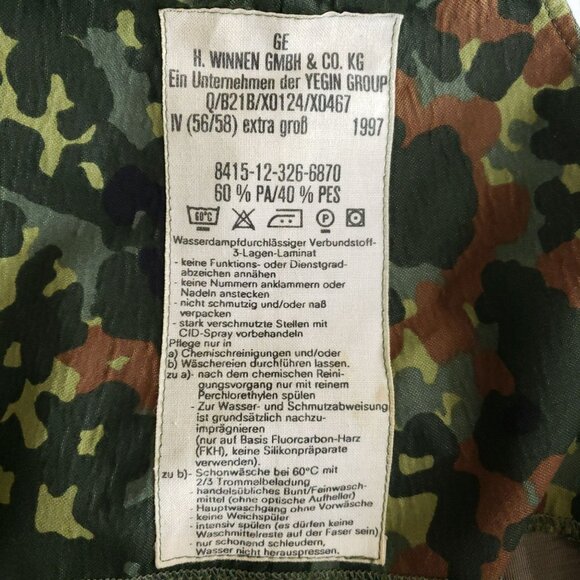 GE
H. WINNEN GMBH & CO. KG
Ein Unternehmen der YEGIN GROUP
Q/B21B/X0124/X0467
IV (56/58) extra groß 1997
8415-12-326-6870
60 % PA/40 % PES
60°C P
Wasserdampfdurchlässiger Verbundstoff-
3-Lagen-Laminat
- keine Funktions- oder Dienstgrad-
abzeichen annähen
- keine Nummern anklammern oder
Nadeln anstecken
- nicht schmutzig und/oder naß
verpacken
- stark verschmutzte Stellen mit
CID-Spray vorbehandeln
Pflege nur in
a) Chemischreinigungen und/oder
b) Wäschereien durchführen lassen.
zu a)- nach dem chemischen Reini-
gungsvorgang nur mit reinem
Perchlorethylen spülen
- Zur Wasser- und Schmutzabweisung
ist grundsätzlich nachzu-
imprägnieren
(nur auf Basis Fluorcarbon-Harz
(FKH), keine Silikonpräparate
verwenden).
zu b)- Schonwäsche bei 60°C mit
2/3 Trommelbeladung
- handelsübliches Bunt/Feinwasch-
mittel (ohne optische Aufheller)
Hauptwaschgang ohne Vorwäsche
keine Weichspüler
- intensiv spülen (es dürfen keine
Waschmittelreste auf der Faser sein)
- nur schonend schleudern,
Wasser nicht herauspressen.